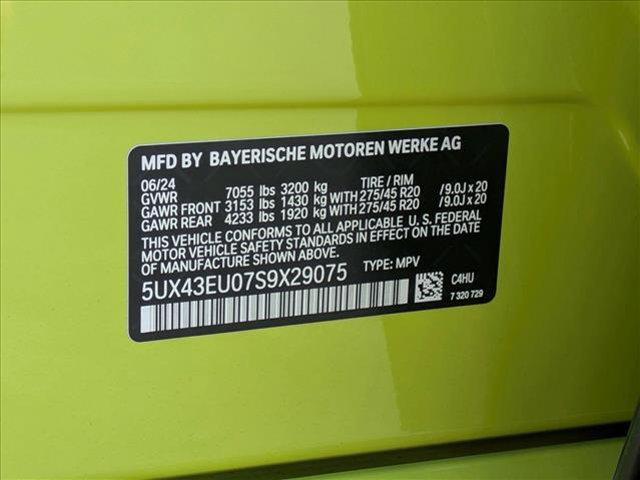 MFD BY BAYERISCHE MOTOREN WERKE AG
06/24 TIRE / RIM
GVWR 7055 lbs 3200 kg
GAWR FRONT 3153 lbs 1430 kg WITH 275/45 R20 /9.0J x 20
GAWR REAR 4233 lbs 1920 kg WITH 275/45 R20 /9.0J x 20
THIS VEHICLE CONFORMS TO ALL APPLICABLE U. S. FEDERAL
MOTOR VEHICLE SAFETY STANDARDS IN EFFECT ON THE
DATE OF MANUFACTURE SHOWN ABOVE.
5UX43EU07S9X29075 TYPE: MPV
C4HU
7 320 729